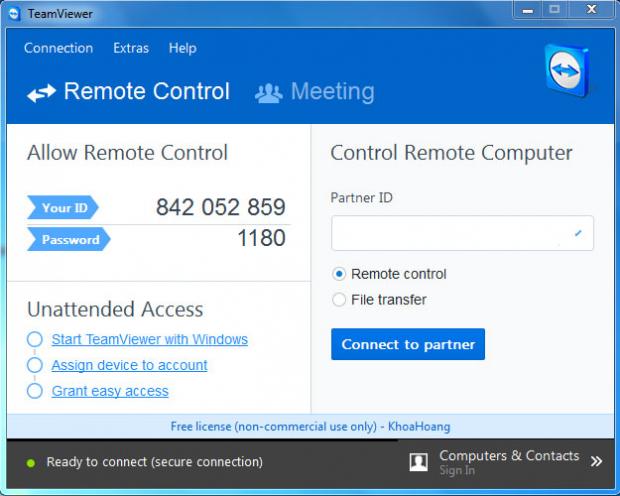 TeamViewer
Connection Extras Help
Remote Control Meeting
Allow Remote Control
Your ID 842 052 859
Password 1180
Unattended Access
Start TeamViewer with Windows
Assign device to account
Grant easy access
Control Remote Computer
Partner ID
Remote control
File transfer
Connect to partner
Free license (non-commercial use only) - KhoaHoang
Ready to connect (secure connection)
Computers & Contacts
Sign In